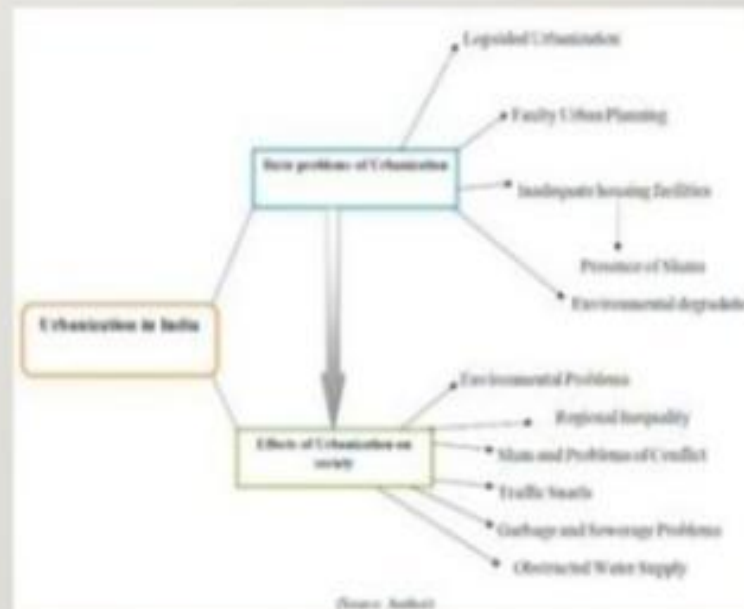 Lopsided Urbanization
Faulty Urban Planning
problems of Urbanization
Inadequate housing facilities
Presence of Slums
Environmental
Urbanization in India
Environmental Problems
Regional Inequality
Effects of Urbanization on
society
Slum and Problems of Conflict
Traffic Snarls
Garbage and Sewerage Problems
Obstructed Water Supply